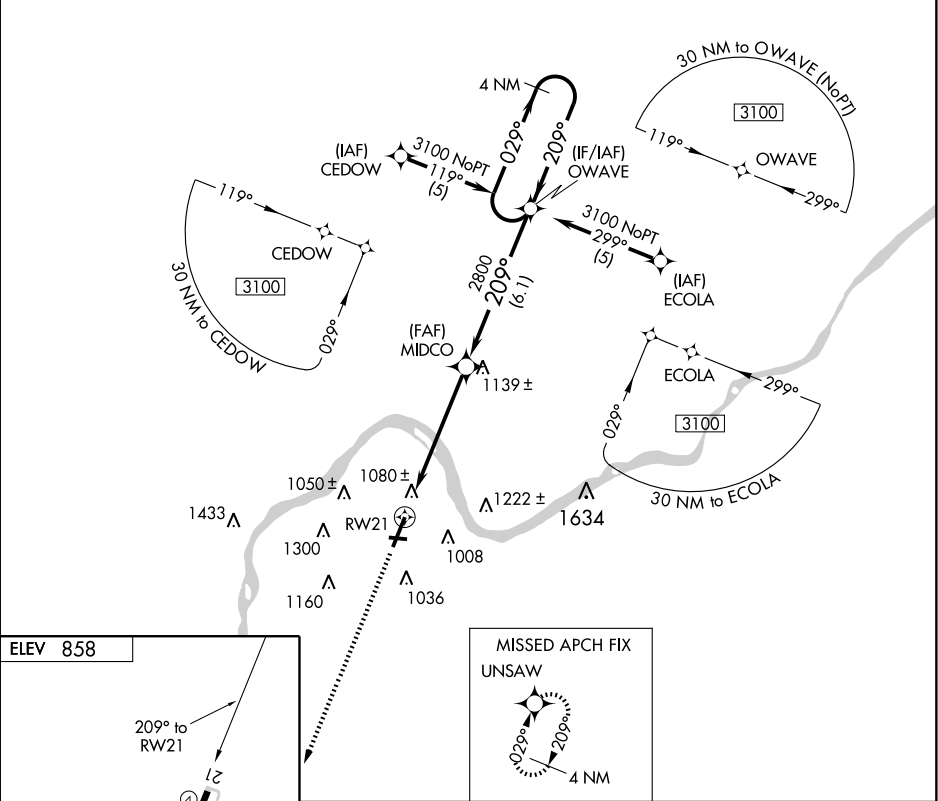 30 NM to OWAVE (NoPT)
3100
119°
OWAVE
299°
4 NM
029°
209°
(IAF)
CEDOW
3100 NoPT
119°
(5)
(IF/IAF)
OWAVE
3100 NoPT
299°
(5)
(IAF)
ECOLA
119°
CEDOW
3100
029°
30 NM to CEDOW
2800
209°
(6.1)
(FAF)
MIDCO
1139 ±
ECOLA
299°
029°
3100
30 NM to ECOLA
1050 ±
1080 ±
1222 ±
1634
1433
RW21
1300
1008
1160
1036
ELEV 858
209° to
RW21
21
MISSED APCH FIX
UNSAW
029°
209°
4 NM